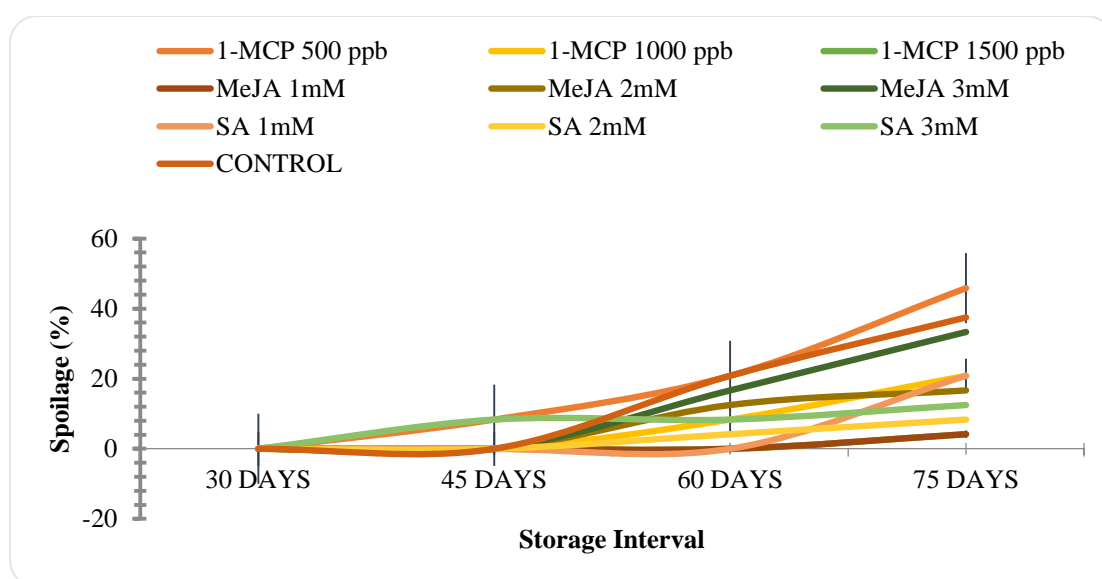 1-MCP 500 ppb 1-MCP 1000 ppb 1-MCP 1500 ppb
MeJA 1mM MeJA 2mM MeJA 3mM
SA 1mM SA 2mM SA 3mM
CONTROL
60
40
20
0
-20
Spoilage (%)
30 DAYS 45 DAYS 60 DAYS 75 DAYS
Storage Interval